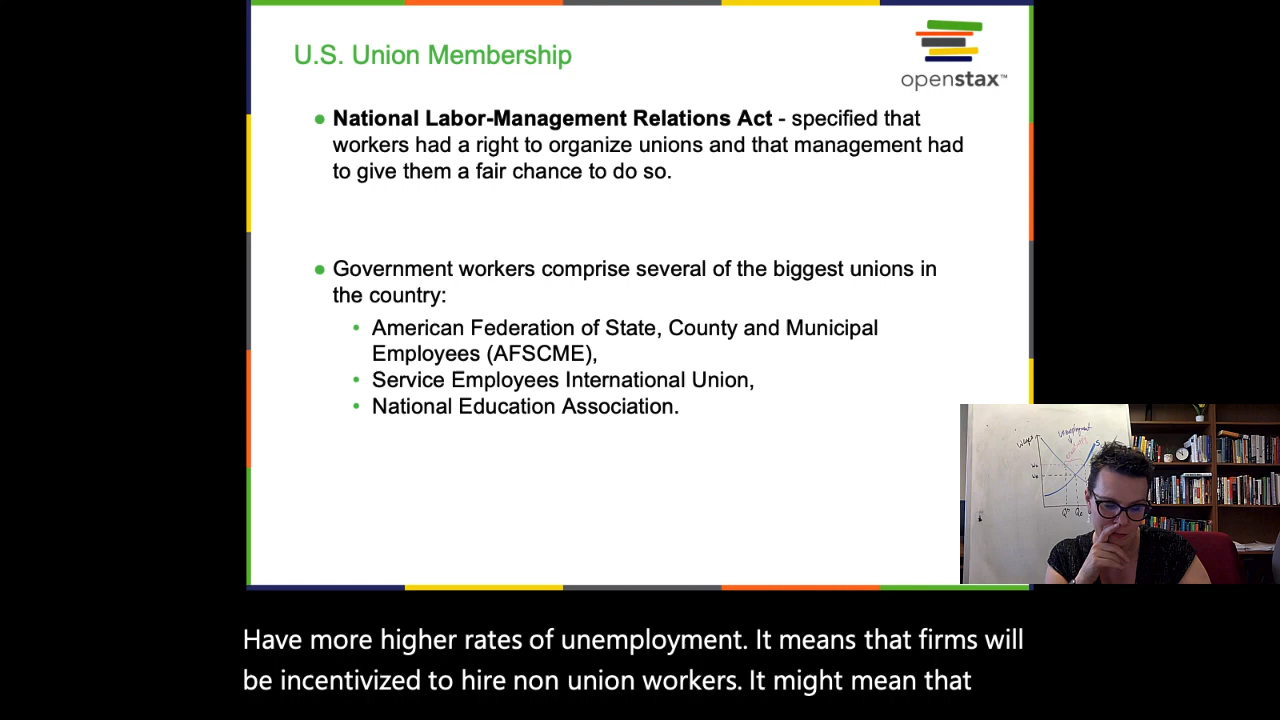 U.S. Union Membership
openstax™
● National Labor-Management Relations Act - specified that
workers had a right to organize unions and that management had
to give them a fair chance to do so.
● Government workers comprise several of the biggest unions in
the country:
• American Federation of State, County and Municipal
Employees (AFSCME),
• Service Employees International Union,
• National Education Association.
unemployment
Wages
S
Qe
Have more higher rates of unemployment. It means that firms will
be incentivized to hire non union workers. It might mean that